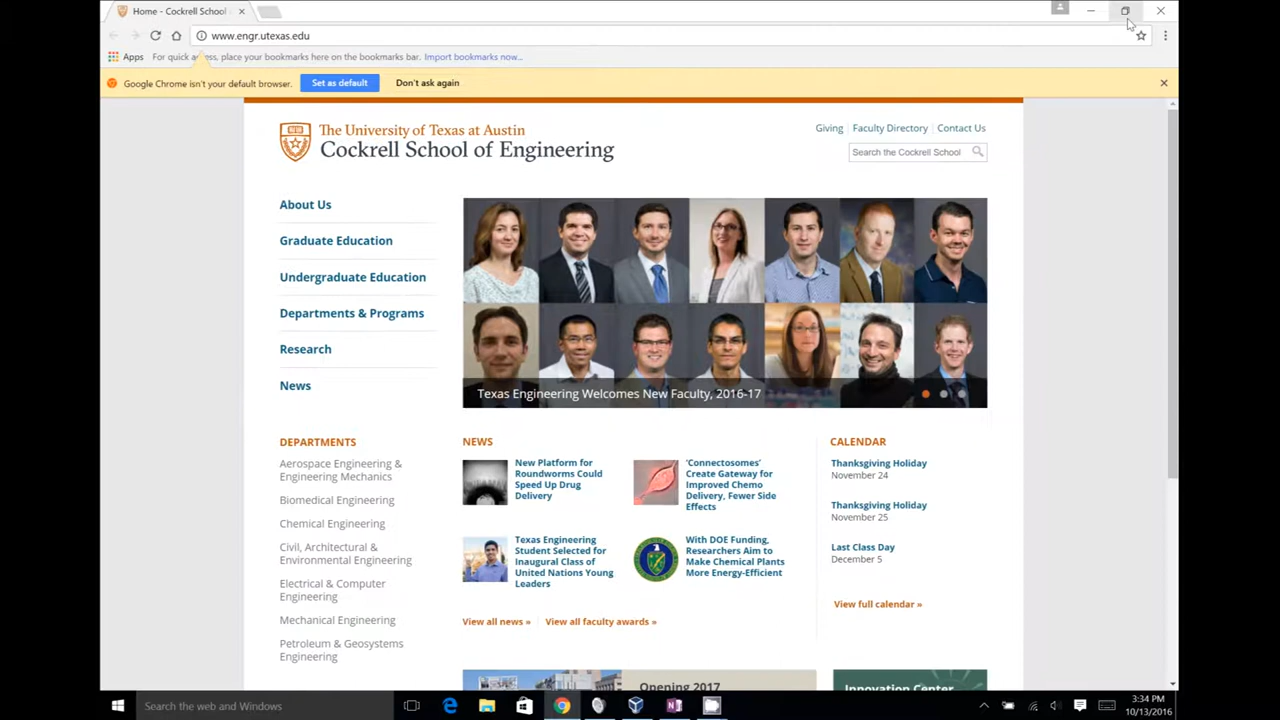 Home - Cockrell School
www.engr.utexas.edu
Apps For quick access, place your bookmarks here on the bookmarks bar. Import bookmarks now...
Google Chrome isn't your default browser. Set as default Don't ask again
The University of Texas at Austin
Cockrell School of Engineering
Giving Faculty Directory Contact Us
Search the Cockrell School
About Us
Graduate Education
Undergraduate Education
Departments & Programs
Research
News
Texas Engineering Welcomes New Faculty, 2016-17
DEPARTMENTS
Aerospace Engineering &
Engineering Mechanics
Biomedical Engineering
Chemical Engineering
Civil, Architectural &
Environmental Engineering
Electrical & Computer
Engineering
Mechanical Engineering
Petroleum & Geosystems
Engineering
NEWS
New Platform for
Roundworms Could
Speed Up Drug
Delivery
'Connectosomes'
Create Gateway for
Improved Chemo
Delivery, Fewer Side
Effects
Texas Engineering
Student Selected for
Inaugural Class of
United Nations Young
Leaders
With DOE Funding,
Researchers Aim to
Make Chemical Plants
More Energy-Efficient
View all news »
View all faculty awards »
CALENDAR
Thanksgiving Holiday
November 24
Thanksgiving Holiday
November 25
Last Class Day
December 5
View full calendar »
Opening 2017
Innovation Center
Search the web and Windows
3:34 PM
10/13/2016